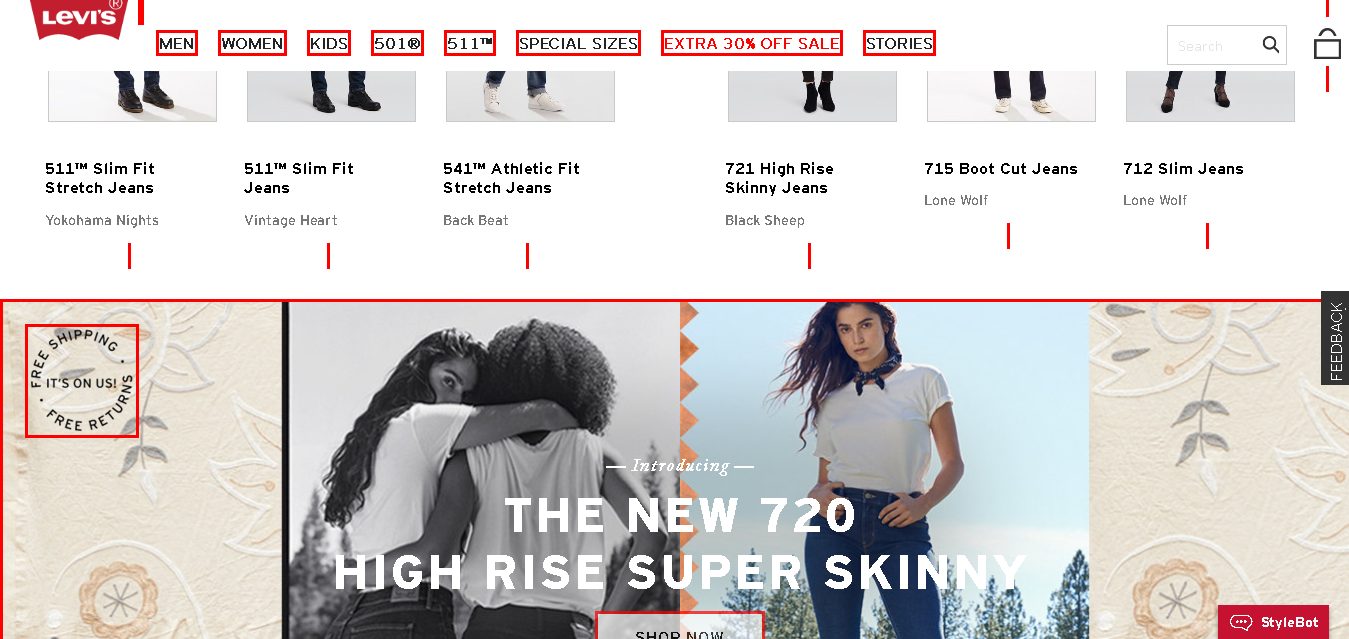 LEVI'S®
MEN WOMEN KIDS 501® 511™ SPECIAL SIZES EXTRA 30% OFF SALE STORIES
Search
511™ Slim Fit
Stretch Jeans
Yokohama Nights
511™ Slim Fit
Jeans
Vintage Heart
541™ Athletic Fit
Stretch Jeans
Back Beat
721 High Rise
Skinny Jeans
Black Sheep
715 Boot Cut Jeans
Lone Wolf
712 Slim Jeans
Lone Wolf
FEEDBACK
FREE SHIPPING •
IT'S ON US!
• FREE RETURNS
— Introducing —
THE NEW 720
HIGH RISE SUPER SKINNY
SHOP NOW
StyleBot